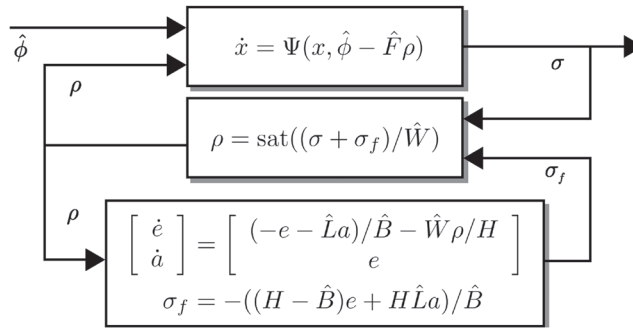 ϕ̂
ẋ = Ψ(x, ϕ̂ − F̂ρ)
σ
ρ
ρ = sat((σ + σ_f)/Ŵ)
σ_f
ρ
[ ė ȧ ] = [ (−e − L̂a)/B̂ − Ŵρ/H e ]
σ_f = −((H − B̂)e + HL̂a)/B̂